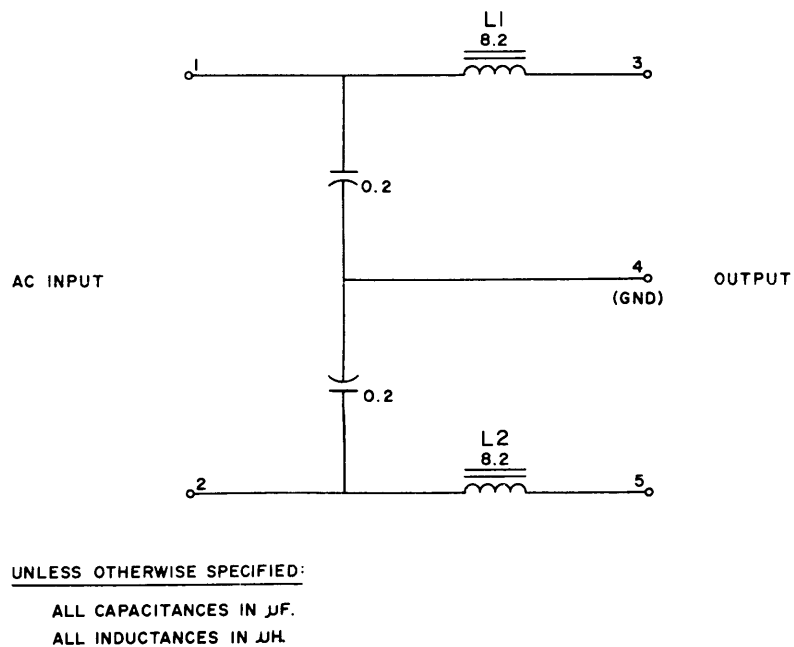 L1
8.2
1
3
0.2
AC INPUT
4
(GND)
OUTPUT
0.2
L2
8.2
2
5
UNLESS OTHERWISE SPECIFIED:
ALL CAPACITANCES IN µF.
ALL INDUCTANCES IN µH.